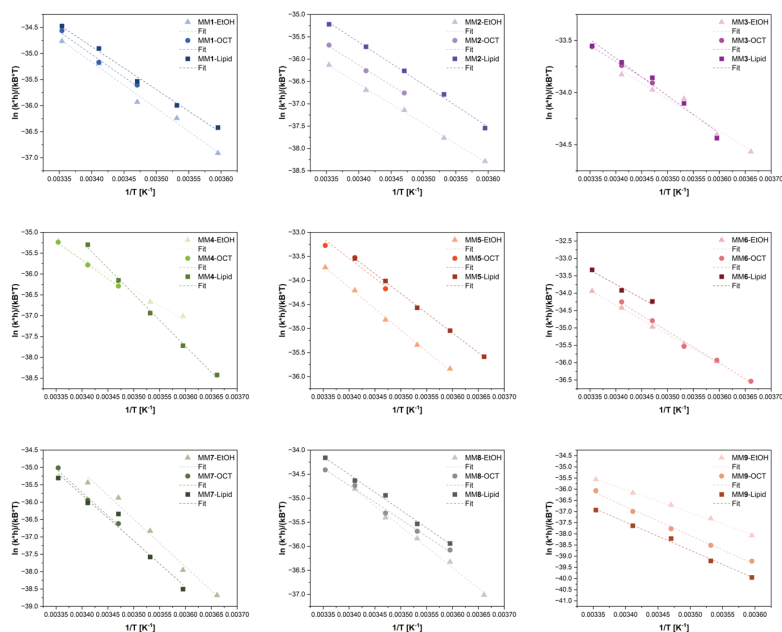 ln (k*h)/(kB*T)
−34.5
−35.0
−35.5
−36.0
−36.5
−37.0
MM1-EtOH
Fit
MM1-OCT
Fit
MM1-Lipid
Fit
0.00335 0.00340 0.00345 0.00350 0.00355 0.00360
1/T [K⁻¹]
ln (k*h)/(kB*T)
−35.0
−35.5
−36.0
−36.5
−37.0
−37.5
−38.0
−38.5
MM2-EtOH
Fit
MM2-OCT
Fit
MM2-Lipid
Fit
0.00335 0.00340 0.00345 0.00350 0.00355 0.00360
1/T [K⁻¹]
ln (k*h)/(kB*T)
−33.5
−34.0
−34.5
MM3-EtOH
Fit
MM3-OCT
Fit
MM3-Lipid
Fit
0.00335 0.00340 0.00345 0.00350 0.00355 0.00360 0.00365 0.00370
1/T [K⁻¹]
ln (k*h)/(kB*T)
−35.0
−35.5
−36.0
−36.5
−37.0
−37.5
−38.0
−38.5
MM4-EtOH
Fit
MM4-OCT
Fit
MM4-Lipid
Fit
0.00335 0.00340 0.00345 0.00350 0.00355 0.00360 0.00365 0.00370
1/T [K⁻¹]
ln (k*h)/(kB*T)
−33.0
−33.5
−34.0
−34.5
−35.0
−35.5
−36.0
MM5-EtOH
Fit
MM5-OCT
Fit
MM5-Lipid
Fit
0.00335 0.00340 0.00345 0.00350 0.00355 0.00360 0.00365 0.00370
1/T [K⁻¹]
ln (k*h)/(kB*T)
−32.5
−33.0
−33.5
−34.0
−34.5
−35.0
−35.5
−36.0
−36.5
−37.0
MM6-EtOH
Fit
MM6-OCT
Fit
MM6-Lipid
Fit
0.00335 0.00340 0.00345 0.00350 0.00355 0.00360 0.00365 0.00370
1/T [K⁻¹]
ln (k*h)/(kB*T)
−34.5
−35.0
−35.5
−36.0
−36.5
−37.0
−37.5
−38.0
−38.5
−39.0
MM7-EtOH
Fit
MM7-OCT
Fit
MM7-Lipid
Fit
0.00335 0.00340 0.00345 0.00350 0.00355 0.00360 0.00365 0.00370
1/T [K⁻¹]
ln (k*h)/(kB*T)
−34.0
−34.5
−35.0
−35.5
−36.0
−36.5
−37.0
MM8-EtOH
Fit
MM8-OCT
Fit
MM8-Lipid
Fit
0.00335 0.00340 0.00345 0.00350 0.00355 0.00360 0.00365 0.00370
1/T [K⁻¹]
ln (k*h)/(kB*T)
−35.0
−35.5
−36.0
−36.5
−37.0
−37.5
−38.0
−38.5
−39.0
−39.5
−40.0
−40.5
−41.0
MM9-EtOH
Fit
MM9-OCT
Fit
MM9-Lipid
Fit
0.00335 0.00340 0.00345 0.00350 0.00355 0.00360
1/T [K⁻¹]